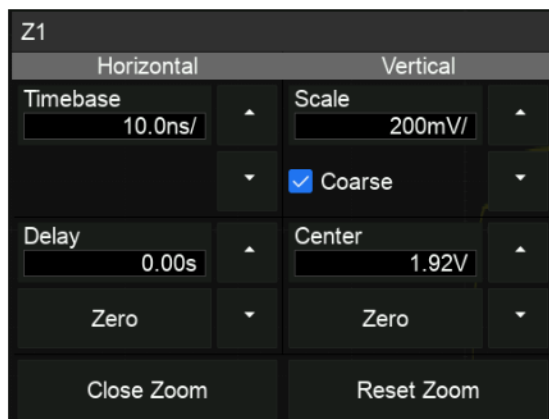 Z1
Horizontal Vertical
Timebase Scale
10.0ns/ 200mV/
Coarse
Delay Center
0.00s 1.92V
Zero Zero
Close Zoom Reset Zoom